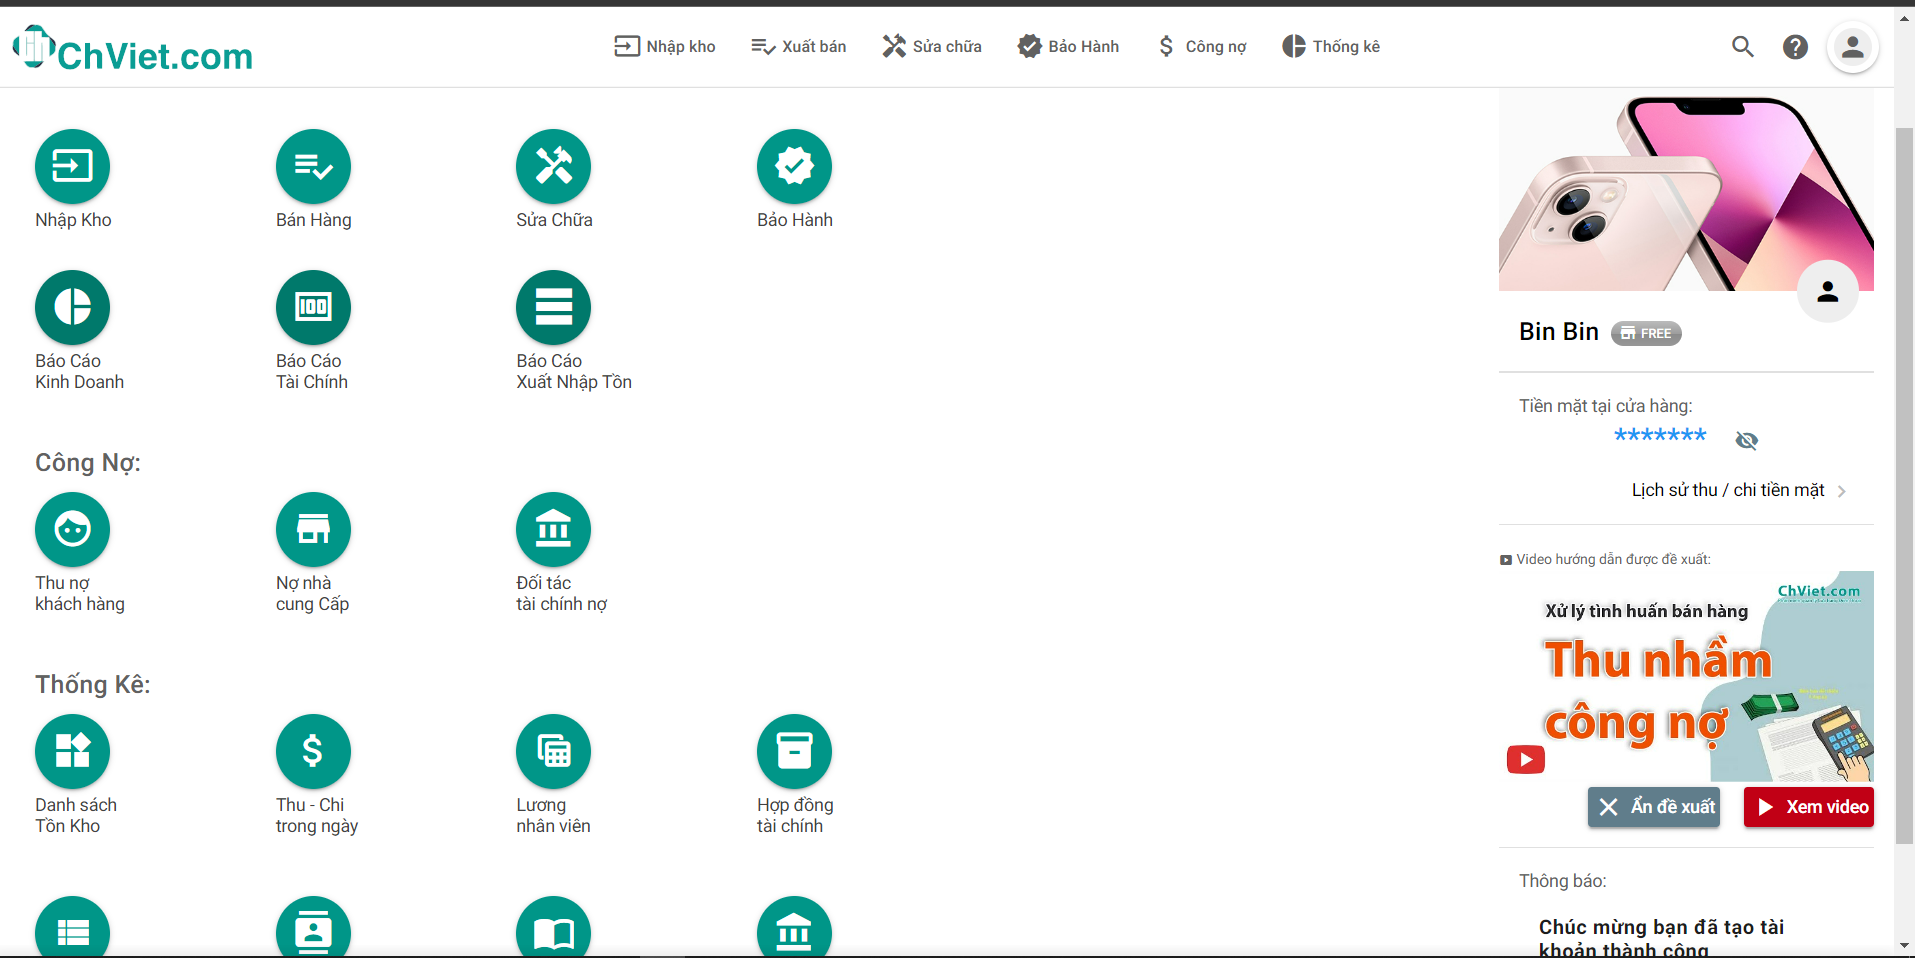 ChViet.com
Nhập kho
Xuất bán
Sửa chữa
Bảo Hành
Công nợ
Thống kê
Nhập Kho
Bán Hàng
Sửa Chữa
Bảo Hành
Báo Cáo
Kinh Doanh
100
Báo Cáo
Tài Chính
Báo Cáo
Xuất Nhập Tồn
Công Nợ:
Thu nợ
khách hàng
Nợ nhà
cung Cấp
Đối tác
tài chính nợ
Thống Kê:
Danh sách
Tồn Kho
Thu - Chi
trong ngày
Lương
nhân viên
Hợp đồng
tài chính
Bin Bin
FREE
Tiền mặt tại cửa hàng:
*******
Lịch sử thu / chi tiền mặt
Video hướng dẫn được đề xuất:
ChViet.com
Xử lý tình huấn bán hàng
Thu nhầm
công nợ
Ẩn đề xuất
Xem video
Thông báo:
Chúc mừng bạn đã tạo tài
khoản thành công